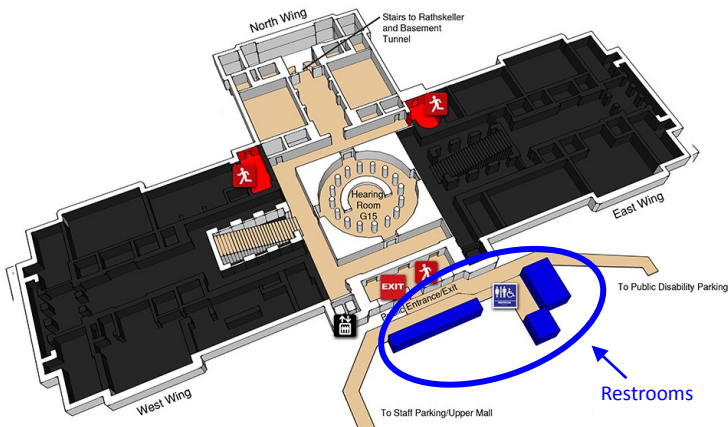 North Wing
Stairs to Rathskeller
and Basement
Tunnel
Hearing
Room
G15
East Wing
EXIT
Public Entrance/Exit
To Public Disability Parking
West Wing
To Staff Parking/Upper Mall
Restrooms